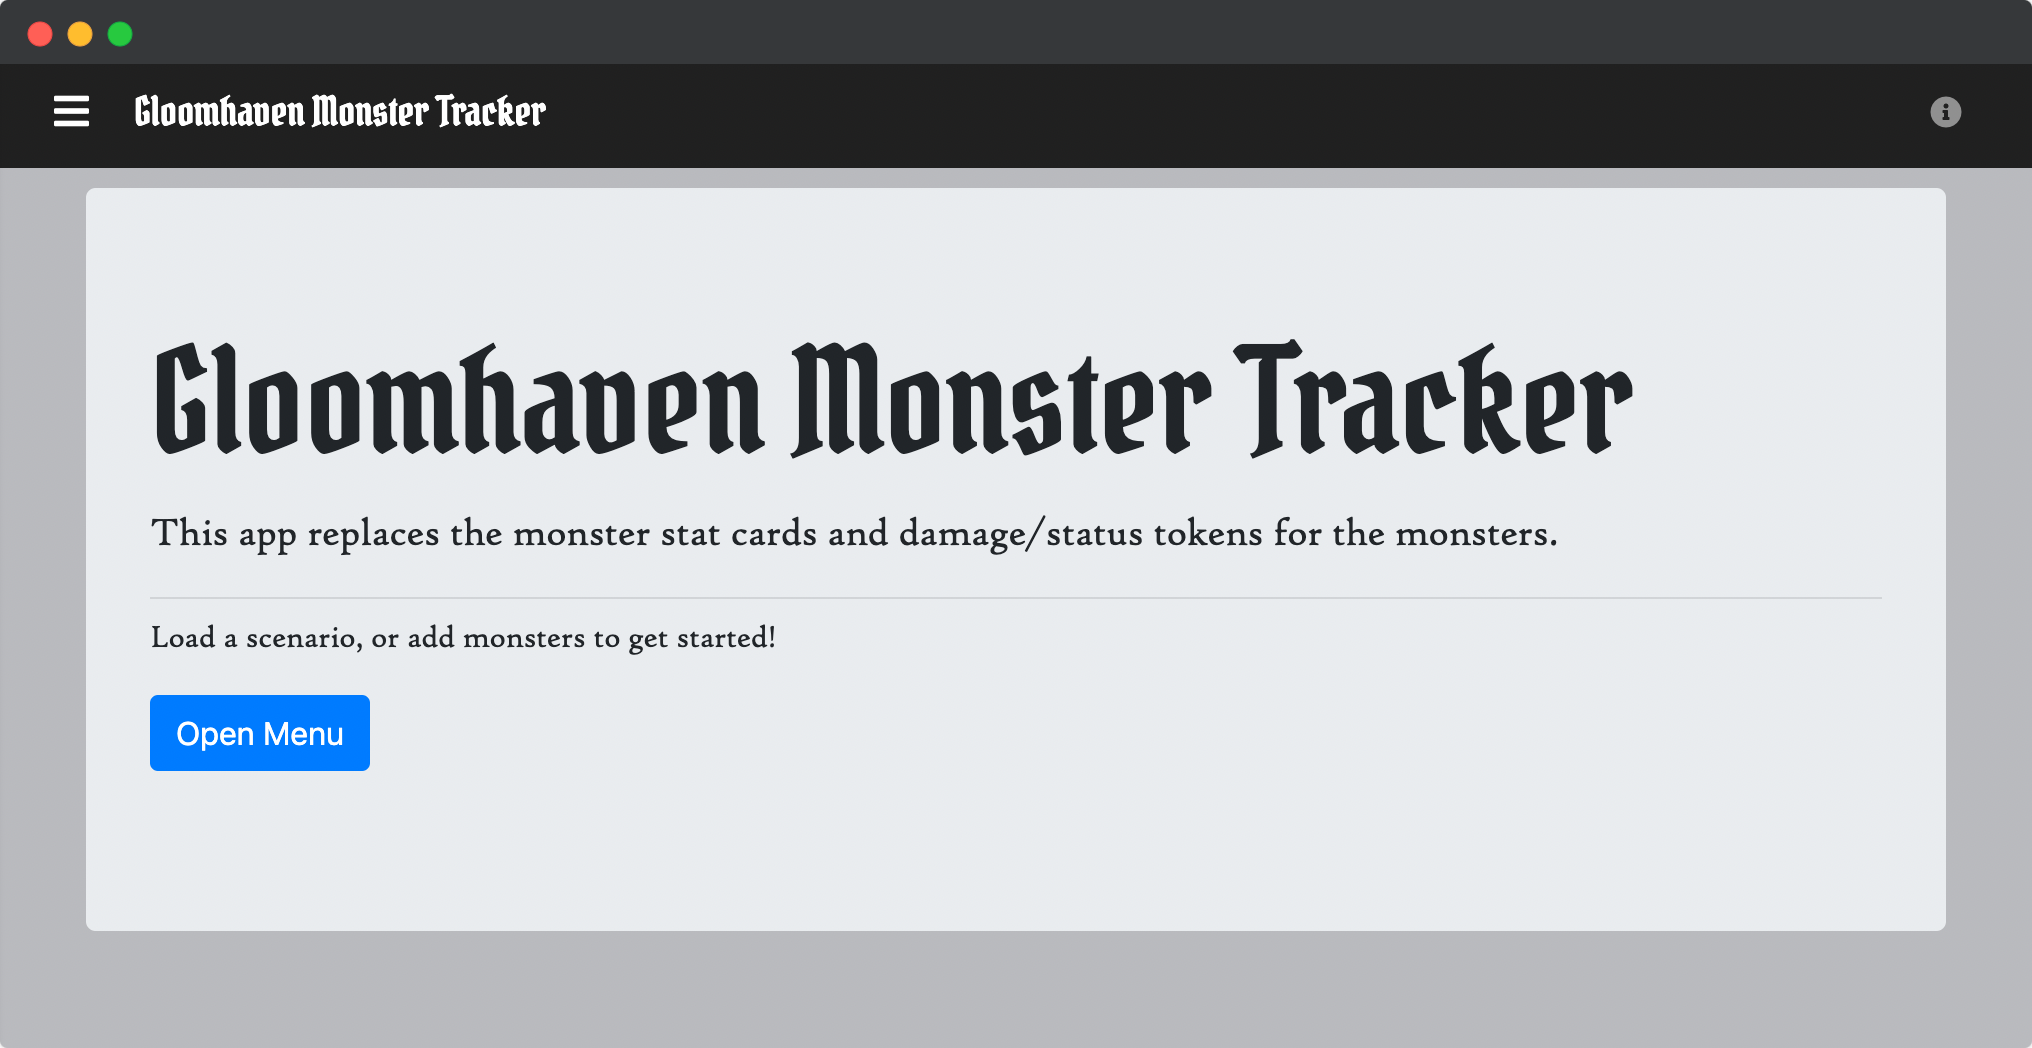 Gloomhaven Monster Tracker
Gloomhaven Monster Tracker
This app replaces the monster stat cards and damage/status tokens for the monsters.
Load a scenario, or add monsters to get started!
Open Menu